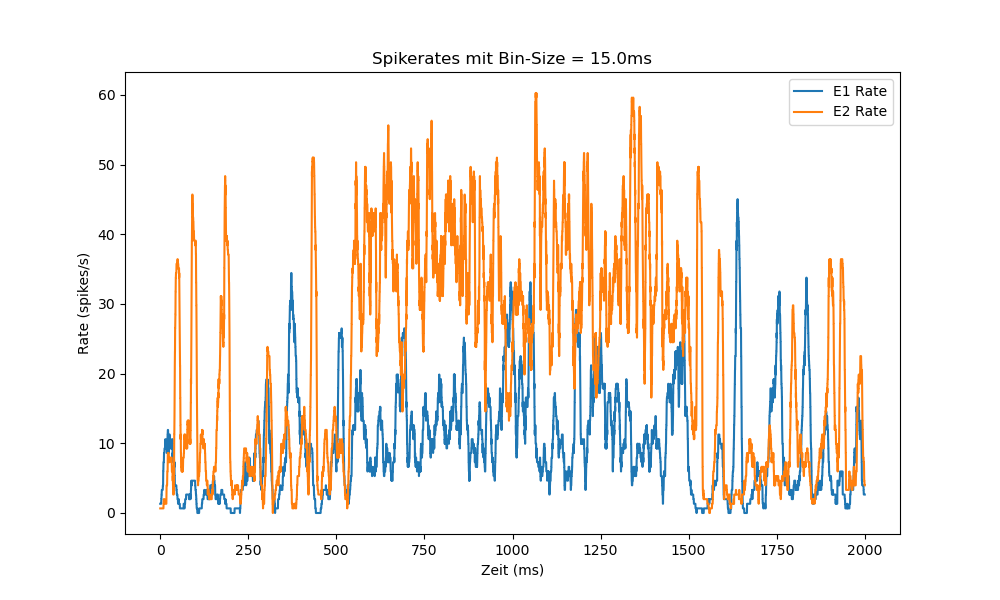 Spikerates mit Bin-Size = 15.0ms
E1 Rate
E2 Rate
Rate (spikes/s)
60
50
40
30
20
10
0
0 250 500 750 1000 1250 1500 1750 2000
Zeit (ms)